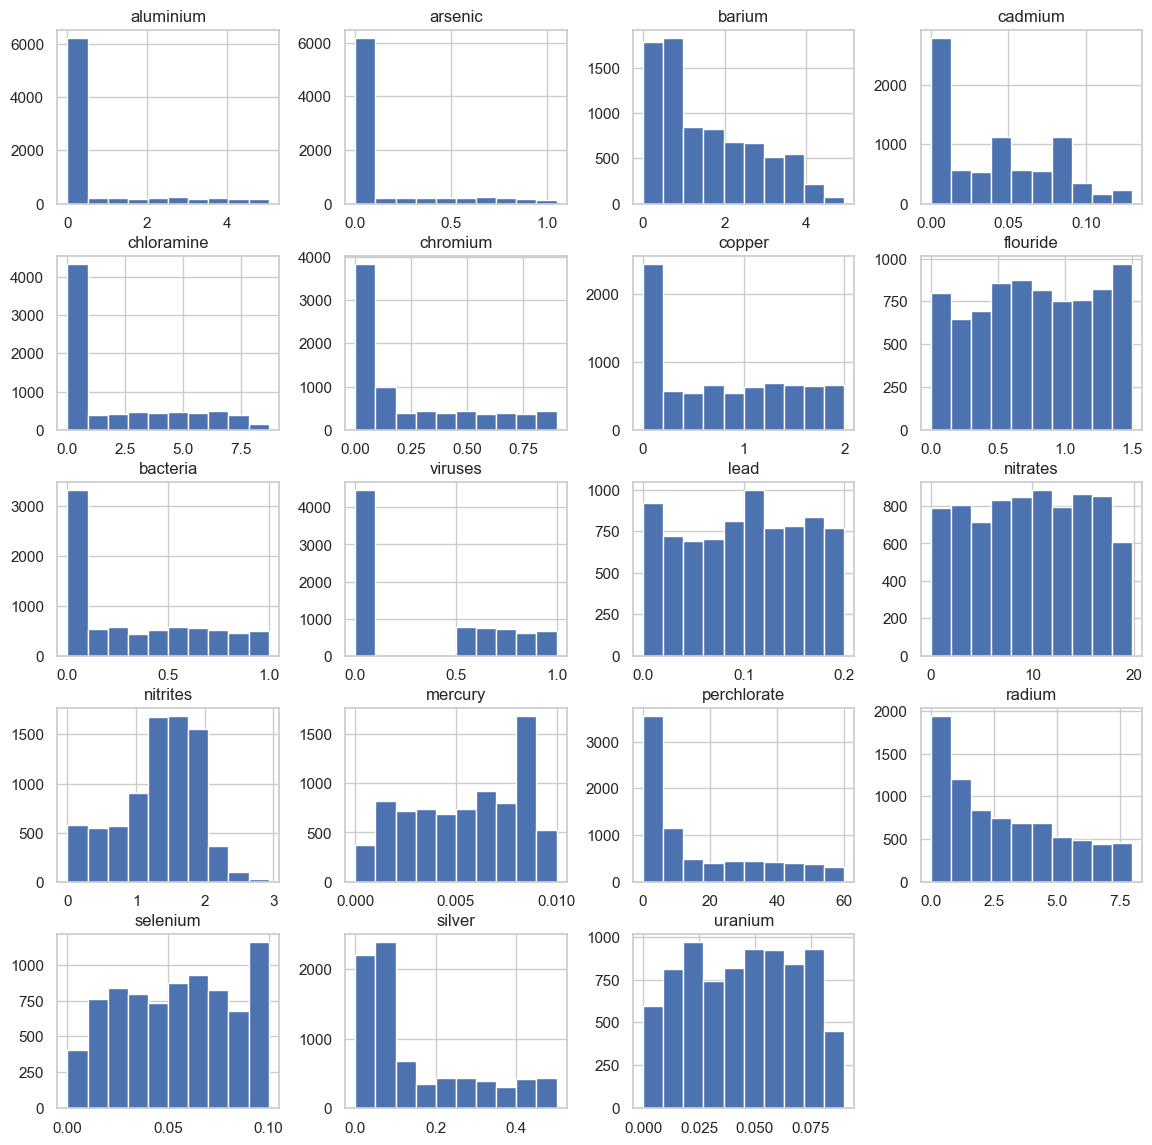 aluminium arsenic barium cadmium
6000 6000 1500 2000
4000 4000 1000 1000
2000 2000 500
0 0 0 0
0 2 4 0.0 0.5 1.0 0 2 4 0.00 0.05 0.10
chloramine chromium copper flouride
4000 4000 2000 1000
3000 3000 1000 750
2000 2000 0 500
1000 1000 250
0 0 0
0.0 2.5 5.0 7.5 0.00 0.25 0.50 0.75 0 1 2 0.0 0.5 1.0 1.5
bacteria viruses lead nitrates
3000 4000 1000 800
2000 3000 750 600
1000 2000 500 400
0 1000 250 200
0 0 0
0.0 0.5 1.0 0.0 0.5 1.0 0.0 0.1 0.2 0 10 20
nitrites mercury perchlorate radium
1500 1500 3000 2000
1000 1000 2000 1500
500 500 1000 1000
0 0 0 500
0
0 1 2 3 0.000 0.005 0.010 0 20 40 60 0.0 2.5 5.0 7.5
selenium silver uranium
1000 2000 1000
750 1000 750
500 0 500
250 250
0 0
0.00 0.05 0.10 0.0 0.2 0.4 0.000 0.025 0.050 0.075